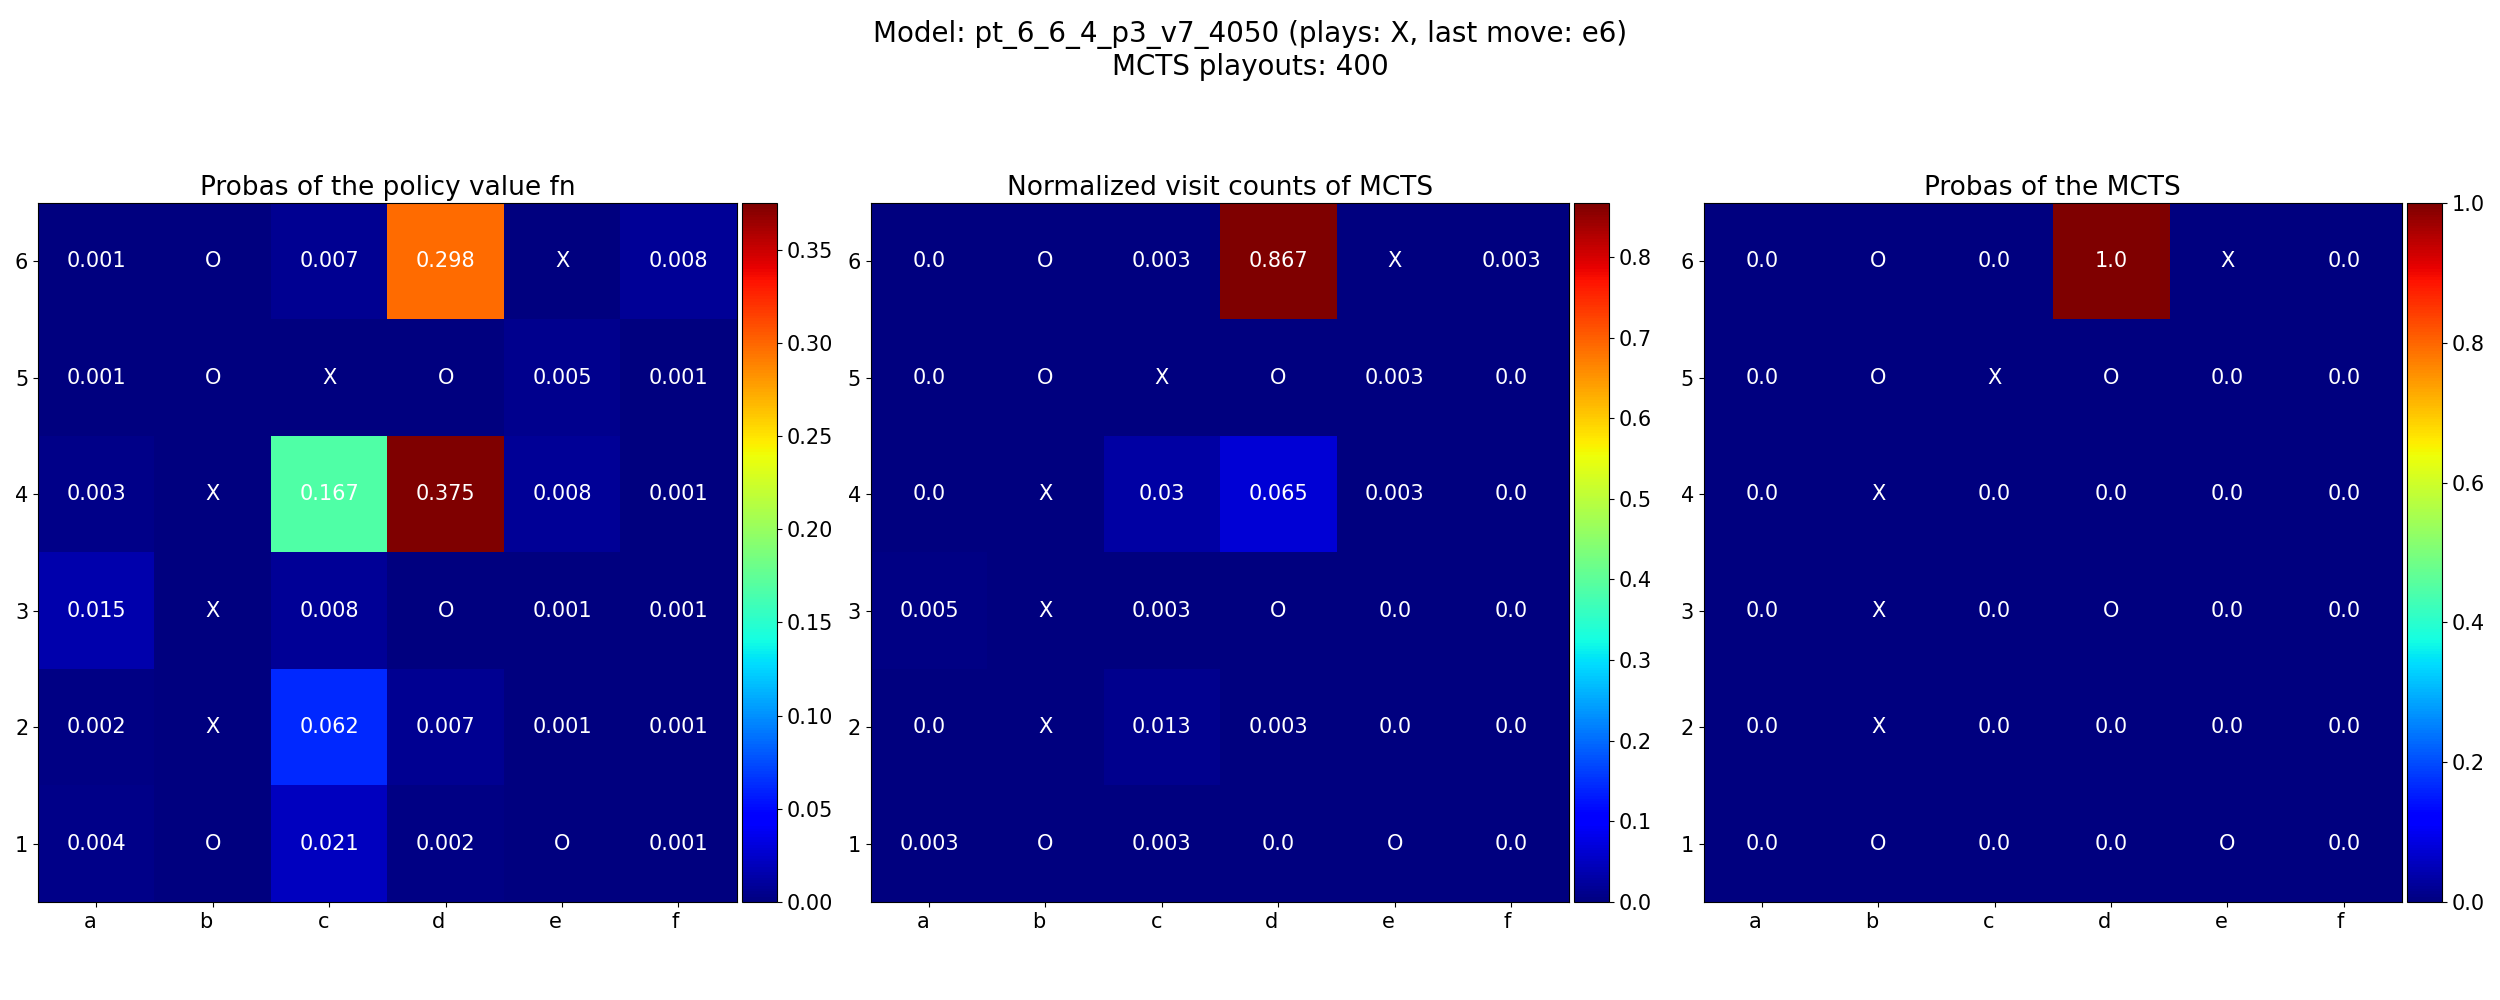 Model: pt_6_6_4_p3_v7_4050 (plays: X, last move: e6)
MCTS playouts: 400
Probas of the policy value fn
6 0.001 O 0.007 0.298 X 0.008
5 0.001 O X O 0.005 0.001
4 0.003 X 0.167 0.375 0.008 0.001
3 0.015 X 0.008 O 0.001 0.001
2 0.002 X 0.062 0.007 0.001 0.001
1 0.004 O 0.021 0.002 O 0.001
a b c d e f
0.35
0.30
0.25
0.20
0.15
0.10
0.05
0.00
Normalized visit counts of MCTS
6 0.0 O 0.003 0.867 X 0.003
5 0.0 O X O 0.003 0.0
4 0.0 X 0.03 0.065 0.003 0.0
3 0.005 X 0.003 O 0.0 0.0
2 0.0 X 0.013 0.003 0.0 0.0
1 0.003 O 0.003 0.0 O 0.0
a b c d e f
0.8
0.7
0.6
0.5
0.4
0.3
0.2
0.1
0.0
Probas of the MCTS
6 0.0 O 0.0 1.0 X 0.0
5 0.0 O X O 0.0 0.0
4 0.0 X 0.0 0.0 0.0 0.0
3 0.0 X 0.0 O 0.0 0.0
2 0.0 X 0.0 0.0 0.0 0.0
1 0.0 O 0.0 0.0 O 0.0
a b c d e f
1.0
0.8
0.6
0.4
0.2
0.0